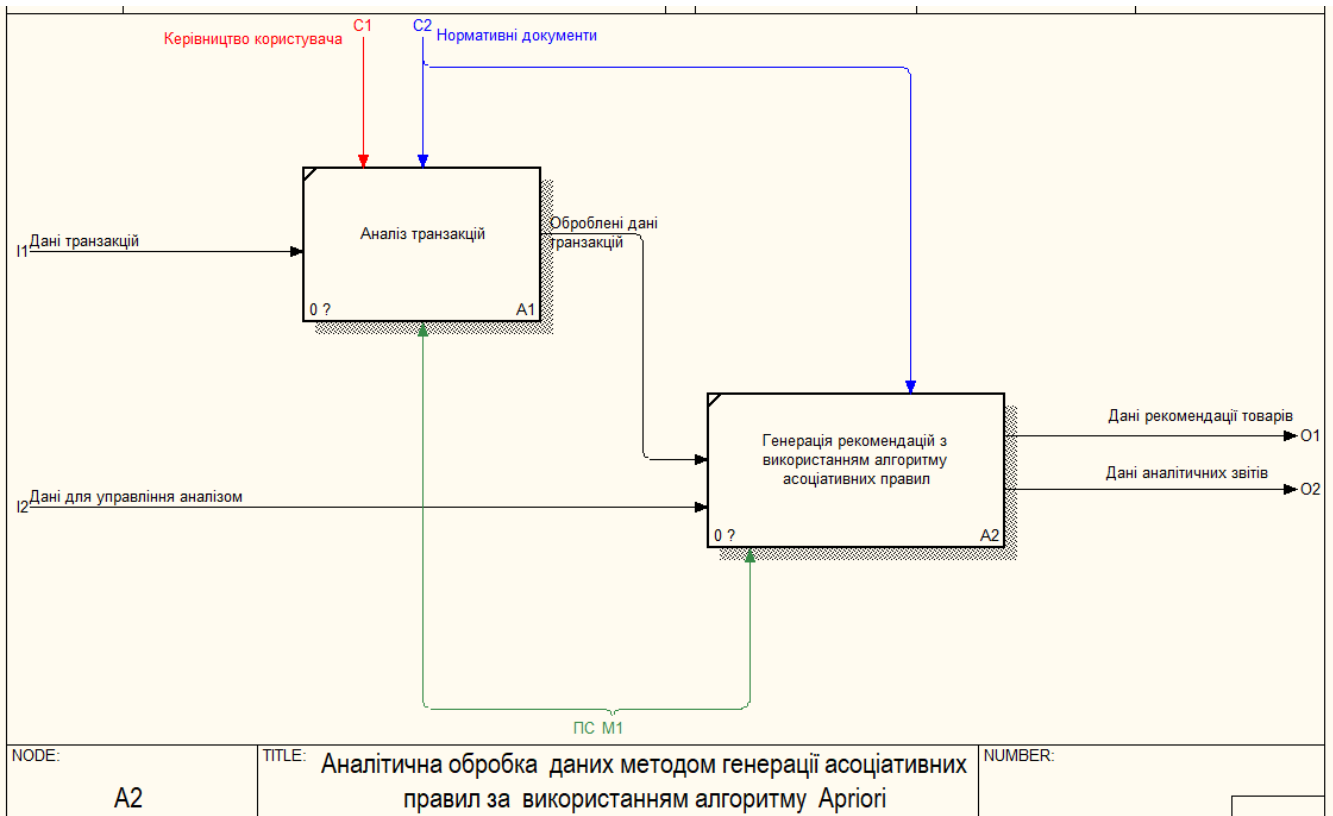 C1
C2
Керівництво користувача
Нормативні документи
Аналіз транзакцій
Оброблені дані
транзакцій
Дані транзакцій
I1
0 ?
A1
Генерація рекомендацій з
використанням алгоритму
асоціативних правил
Дані рекомендації товарів
O1
Дані аналітичних звітів
O2
Дані для управління аналізом
I2
0 ?
A2
ПС M1
NODE:
A2
TITLE:
Аналітична обробка даних методом генерації асоціативних
правил за використанням алгоритму Apriori
NUMBER: